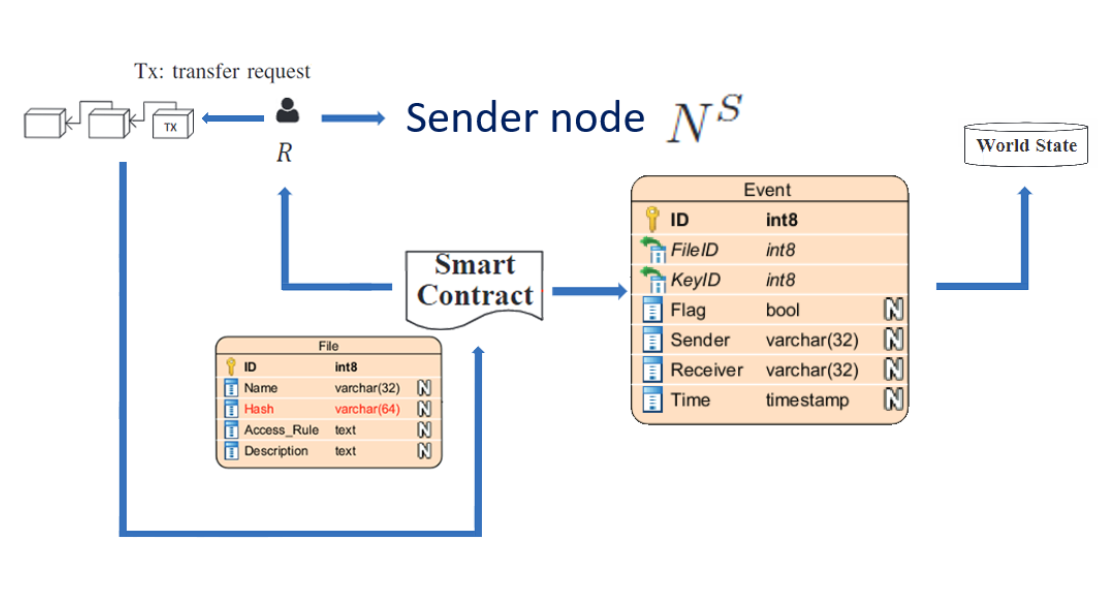 Tx: transfer request
TX
R
Sender node N^S
World State
Smart
Contract
Event
ID int8
FileID int8
KeyID int8
Flag bool N
Sender varchar(32) N
Receiver varchar(32) N
Time timestamp N
File
ID int8
Name varchar(32) N
Hash varchar(64) N
Access_Rule text N
Description text N